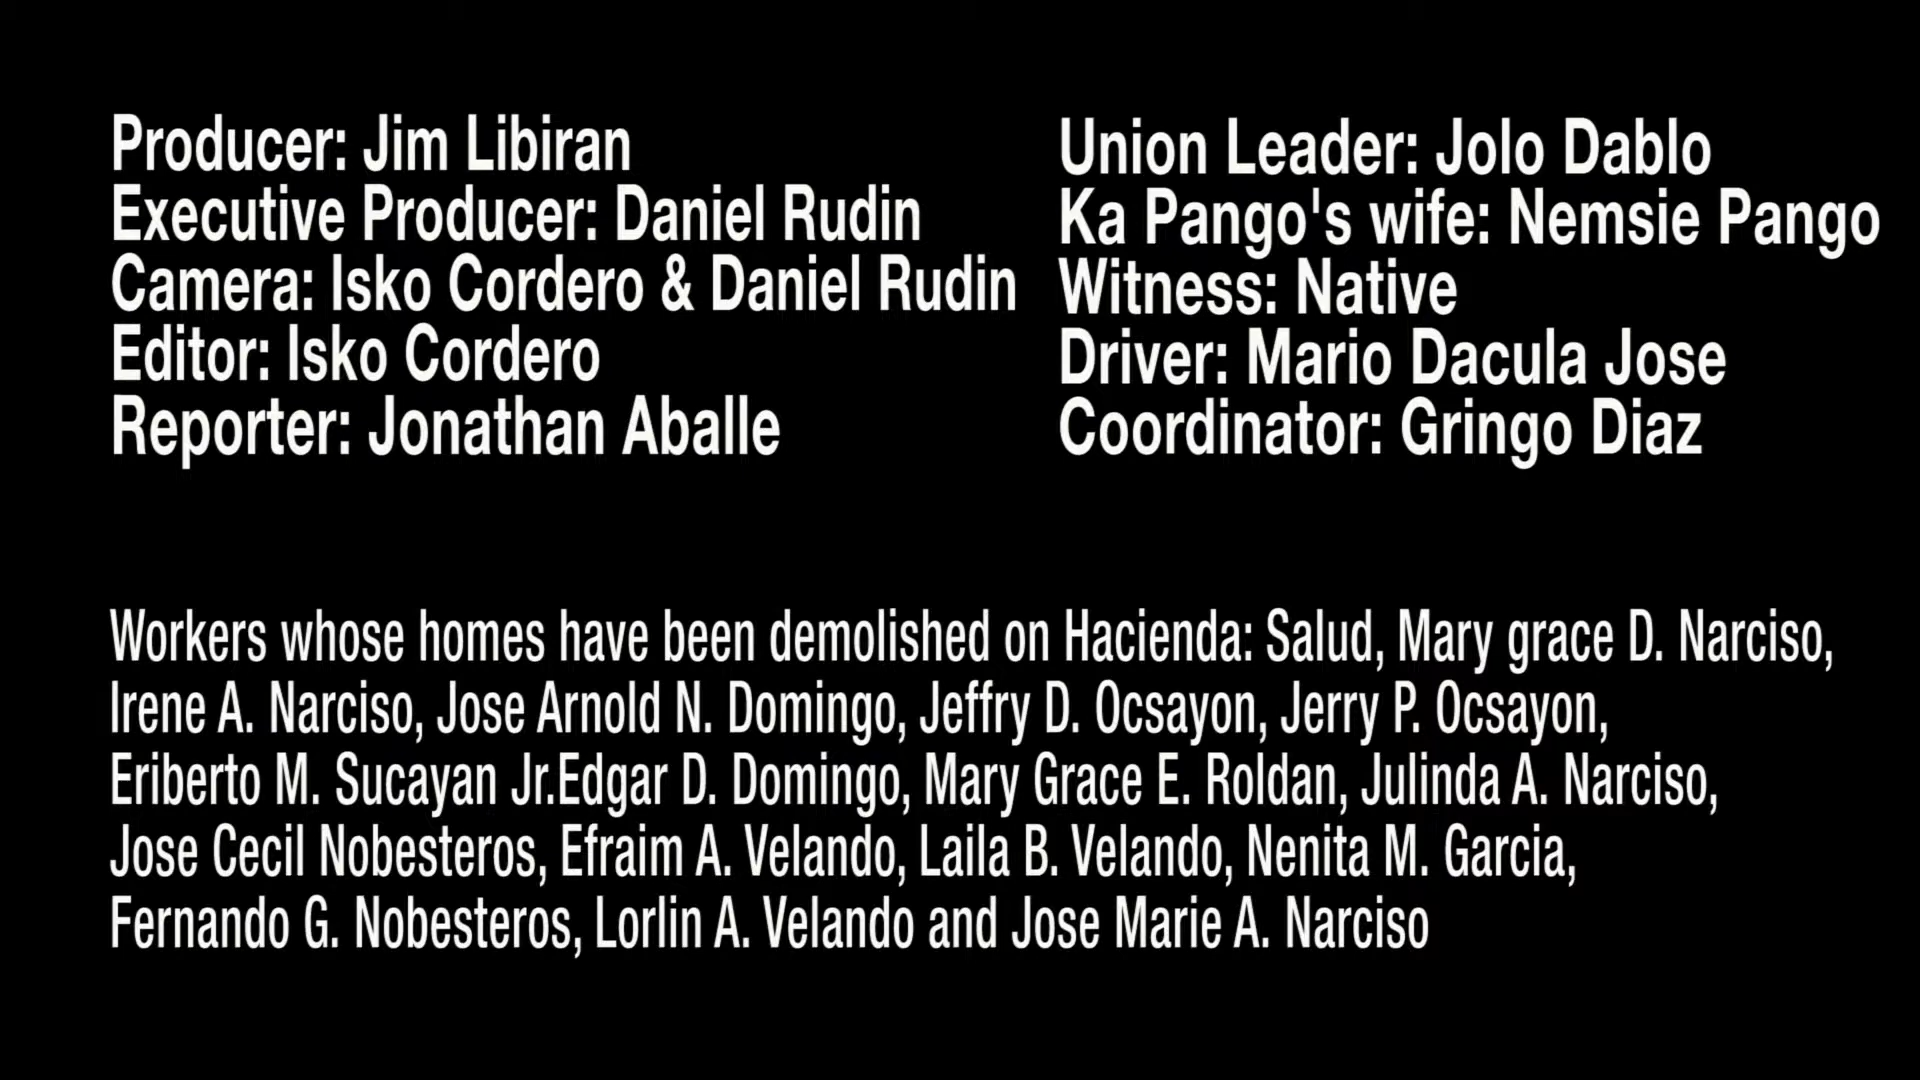 Producer: Jim Libiran
Executive Producer: Daniel Rudin
Camera: Isko Cordero & Daniel Rudin
Editor: Isko Cordero
Reporter: Jonathan Aballe
Union Leader: Jolo Dablo
Ka Pango's wife: Nemsie Pango
Witness: Native
Driver: Mario Dacula Jose
Coordinator: Gringo Diaz
Workers whose homes have been demolished on Hacienda: Salud, Mary grace D. Narciso,
Irene A. Narciso, Jose Arnold N. Domingo, Jeffry D. Ocsayon, Jerry P. Ocsayon,
Eriberto M. Sucayan Jr.Edgar D. Domingo, Mary Grace E. Roldan, Julinda A. Narciso,
Jose Cecil Nobesteros, Efraim A. Velando, Laila B. Velando, Nenita M. Garcia,
Fernando G. Nobesteros, Lorlin A. Velando and Jose Marie A. Narciso